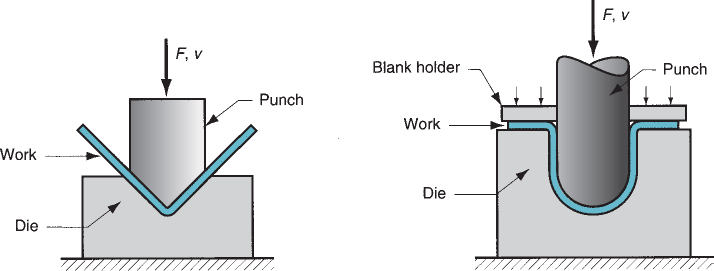 F, v
Punch
Work
Die
F, v
Blank holder
Punch
Work
Die